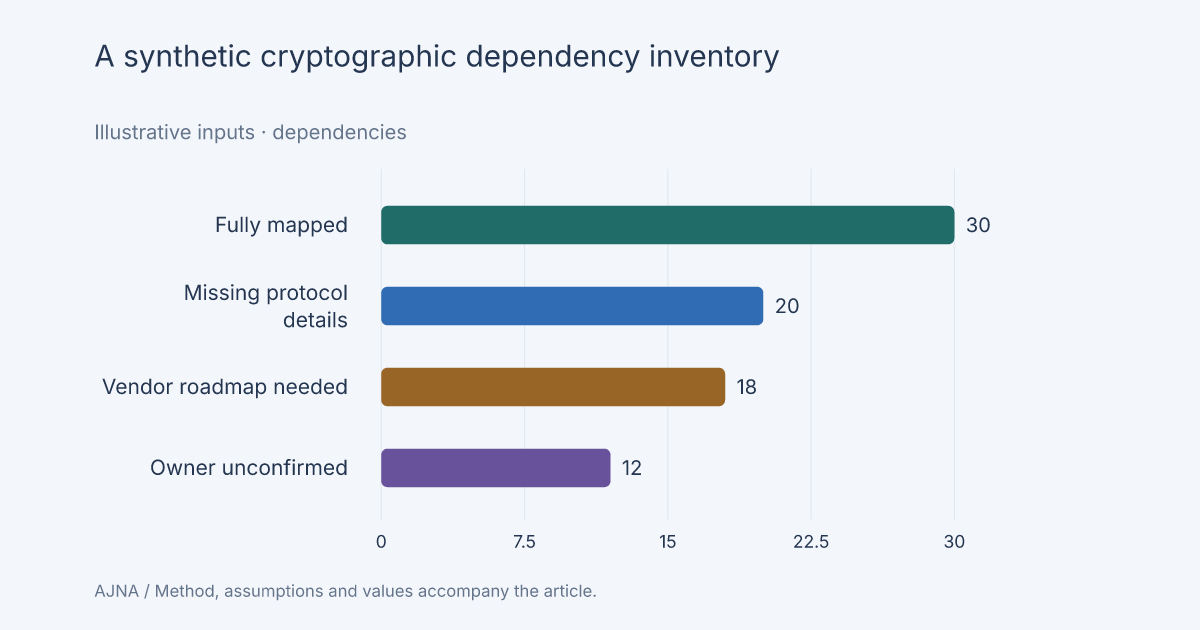 A synthetic cryptographic dependency inventory
Illustrative inputs · dependencies
Fully mapped
30
Missing protocol
details
20
Vendor roadmap needed
18
Owner unconfirmed
12
0 7.5 15 22.5 30
AJNA / Method, assumptions and values accompany the article.